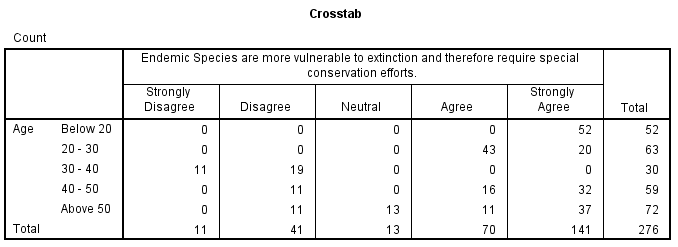 Crosstab
Count
Endemic Species are more vulnerable to extinction and therefore require special
conservation efforts.
Strongly Disagree Disagree Neutral Agree Strongly Agree Total
Age Below 20 0 0 0 0 52 52
20 - 30 0 0 0 43 20 63
30 - 40 11 19 0 0 0 30
40 - 50 0 11 0 16 32 59
Above 50 0 11 13 11 37 72
Total 11 41 13 70 141 276